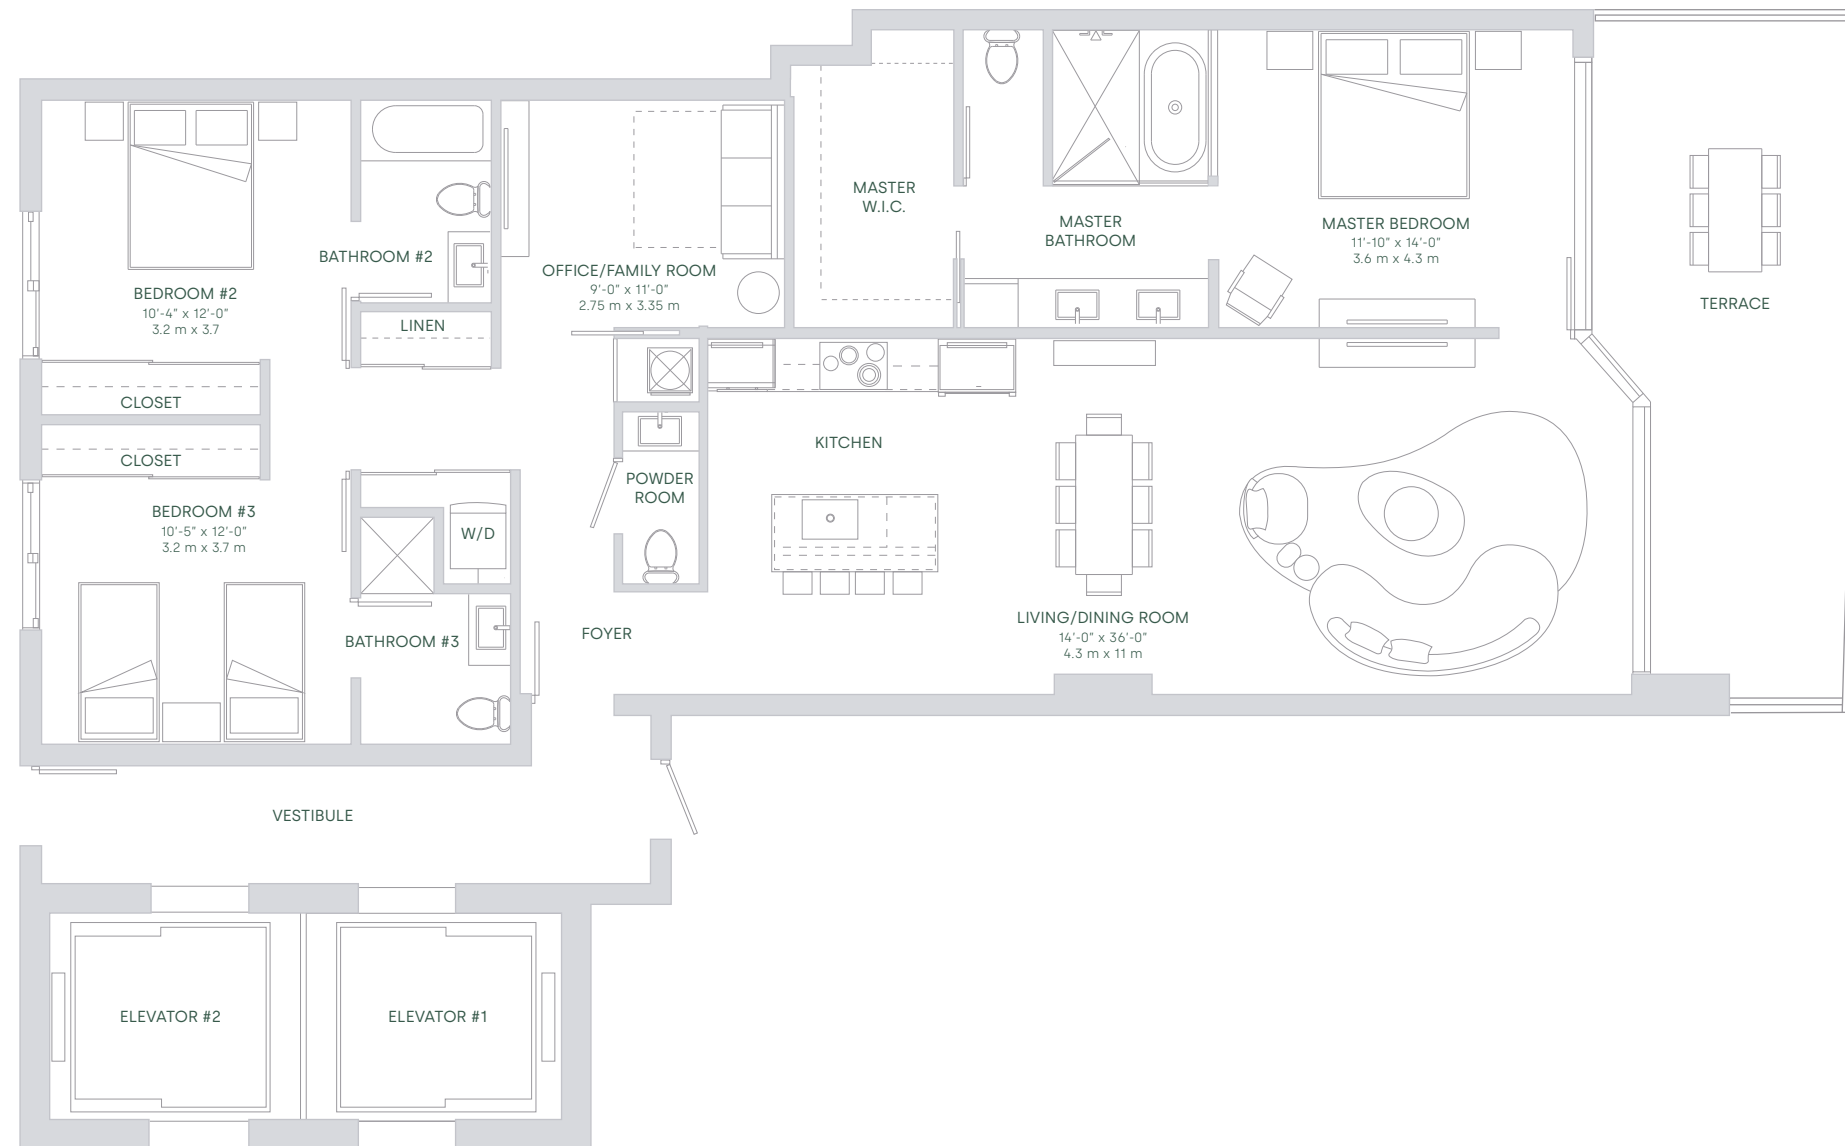 MASTER
W.I.C.
MASTER
BATHROOM
MASTER BEDROOM
11'-10" x 14'-0"
3.6 m x 4.3 m
TERRACE
BATHROOM #2
OFFICE/FAMILY ROOM
9'-0" x 11'-0"
2.75 m x 3.35 m
BEDROOM #2
10'-4" x 12'-0"
3.2 m x 3.7
LINEN
CLOSET
CLOSET
KITCHEN
POWDER
ROOM
BEDROOM #3
10'-5" x 12'-0"
3.2 m x 3.7 m
W/D
BATHROOM #3
FOYER
LIVING/DINING ROOM
14'-0" x 36'-0"
4.3 m x 11 m
VESTIBULE
ELEVATOR #2
ELEVATOR #1